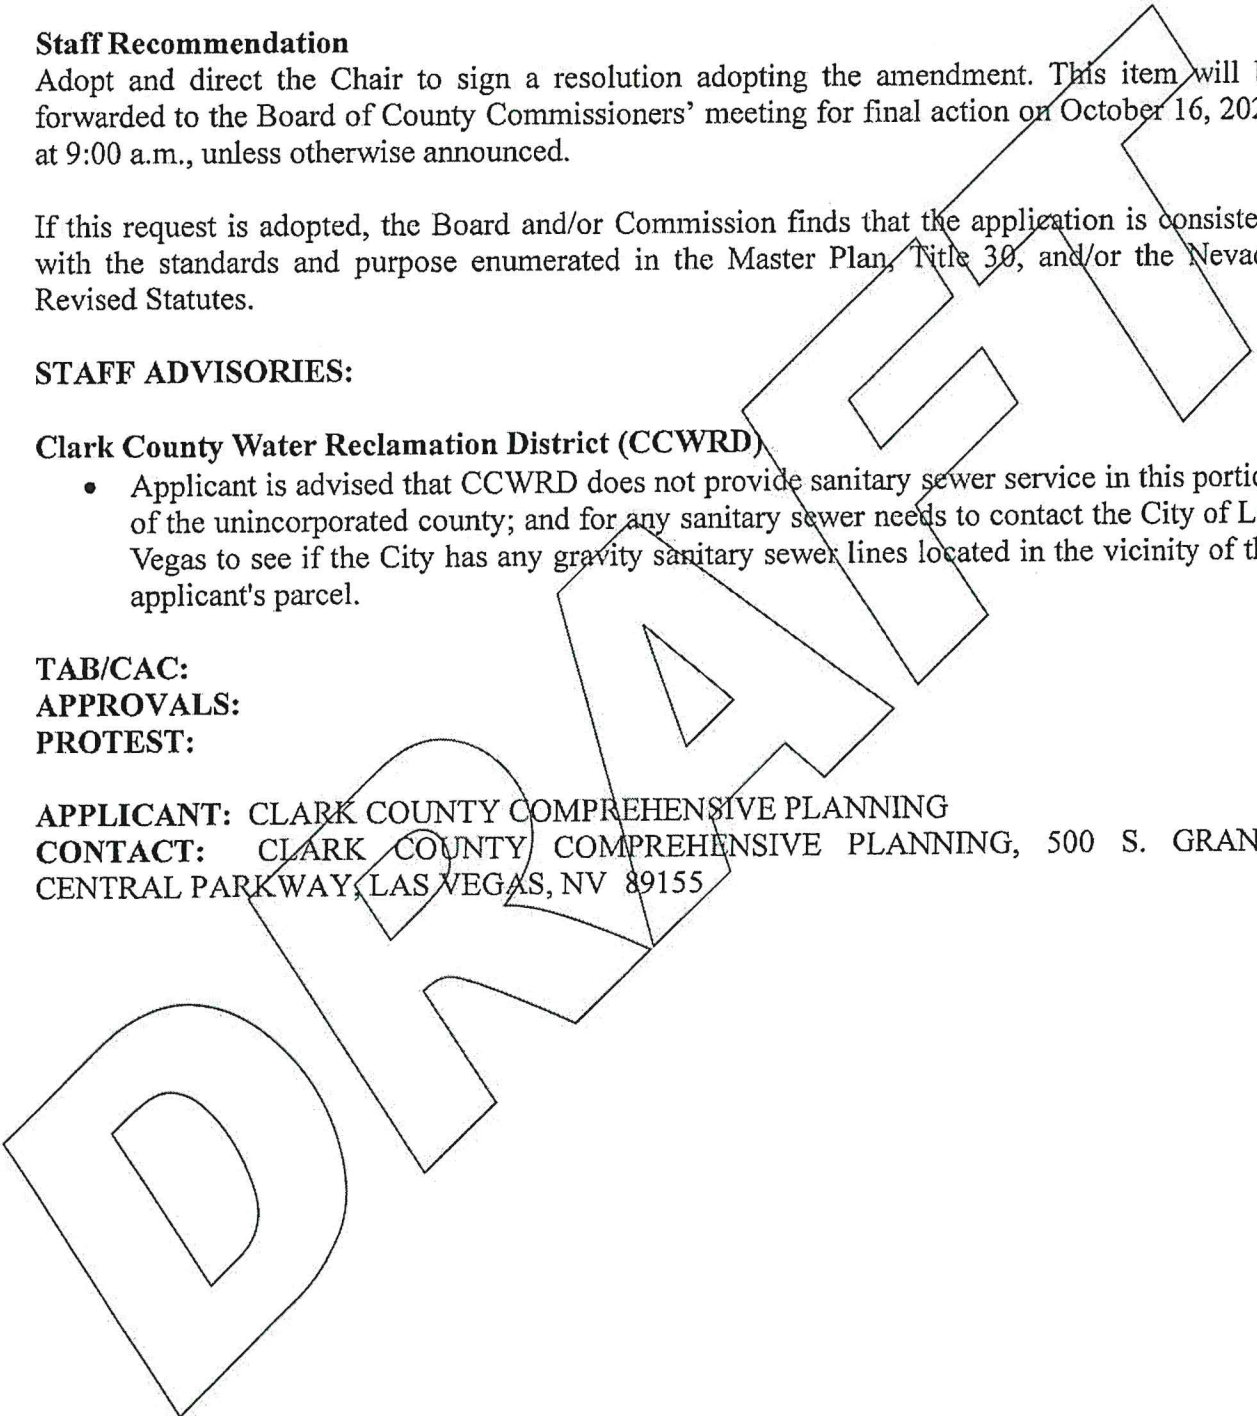 Staff Recommendation
Adopt and direct the Chair to sign a resolution adopting the amendment. This item will
forwarded to the Board of County Commissioners' meeting for final action on October 16,
at 9:00 a.m., unless otherwise announced.
If this request is adopted, the Board and/or Commission finds that the application is
with the standards and purpose enumerated in the Master Plan, Title 30, and/or the
Revised Statutes.
STAFF ADVISORIES:
Clark County Water Reclamation District (CCWRD)
• Applicant is advised that CCWRD does not provide sanitary sewer service in this
of the unincorporated county; and for any sanitary sewer needs to contact the City of
Vegas to see if the City has any gravity sanitary sewer lines located in the vicinity of
applicant's parcel.
TAB/CAC:
APPROVALS:
PROTEST:
APPLICANT: CLARK COUNTY COMPREHENSIVE PLANNING
CONTACT: CLARK COUNTY COMPREHENSIVE PLANNING, 500 S.
CENTRAL PARKWAY, LAS VEGAS, NV 89155
DRAFT